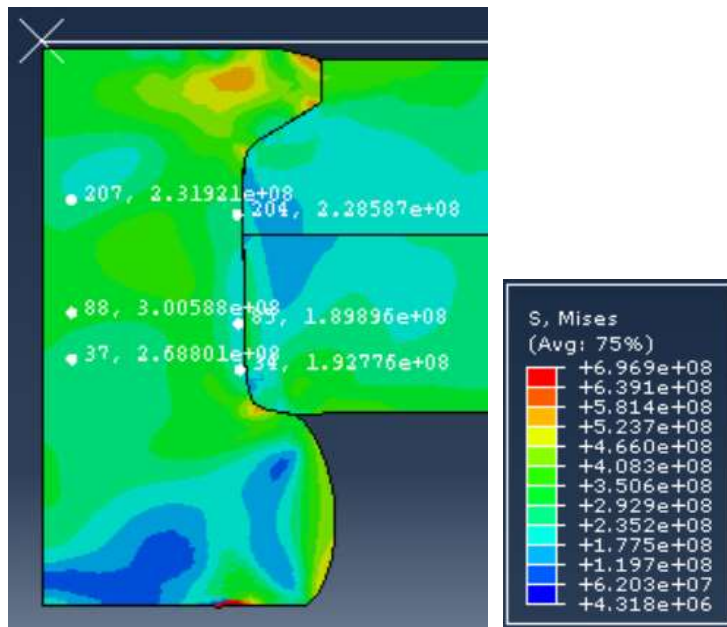 207, 2.31921e+08
204, 2.28587e+08
88, 3.00588e+08
85, 1.89896e+08
37, 2.68801e+08
34, 1.92776e+08
S, Mises
(Avg: 75%)
+6.969e+08
+6.391e+08
+5.814e+08
+5.237e+08
+4.660e+08
+4.083e+08
+3.506e+08
+2.929e+08
+2.352e+08
+1.775e+08
+1.197e+08
+6.203e+07
+4.318e+06